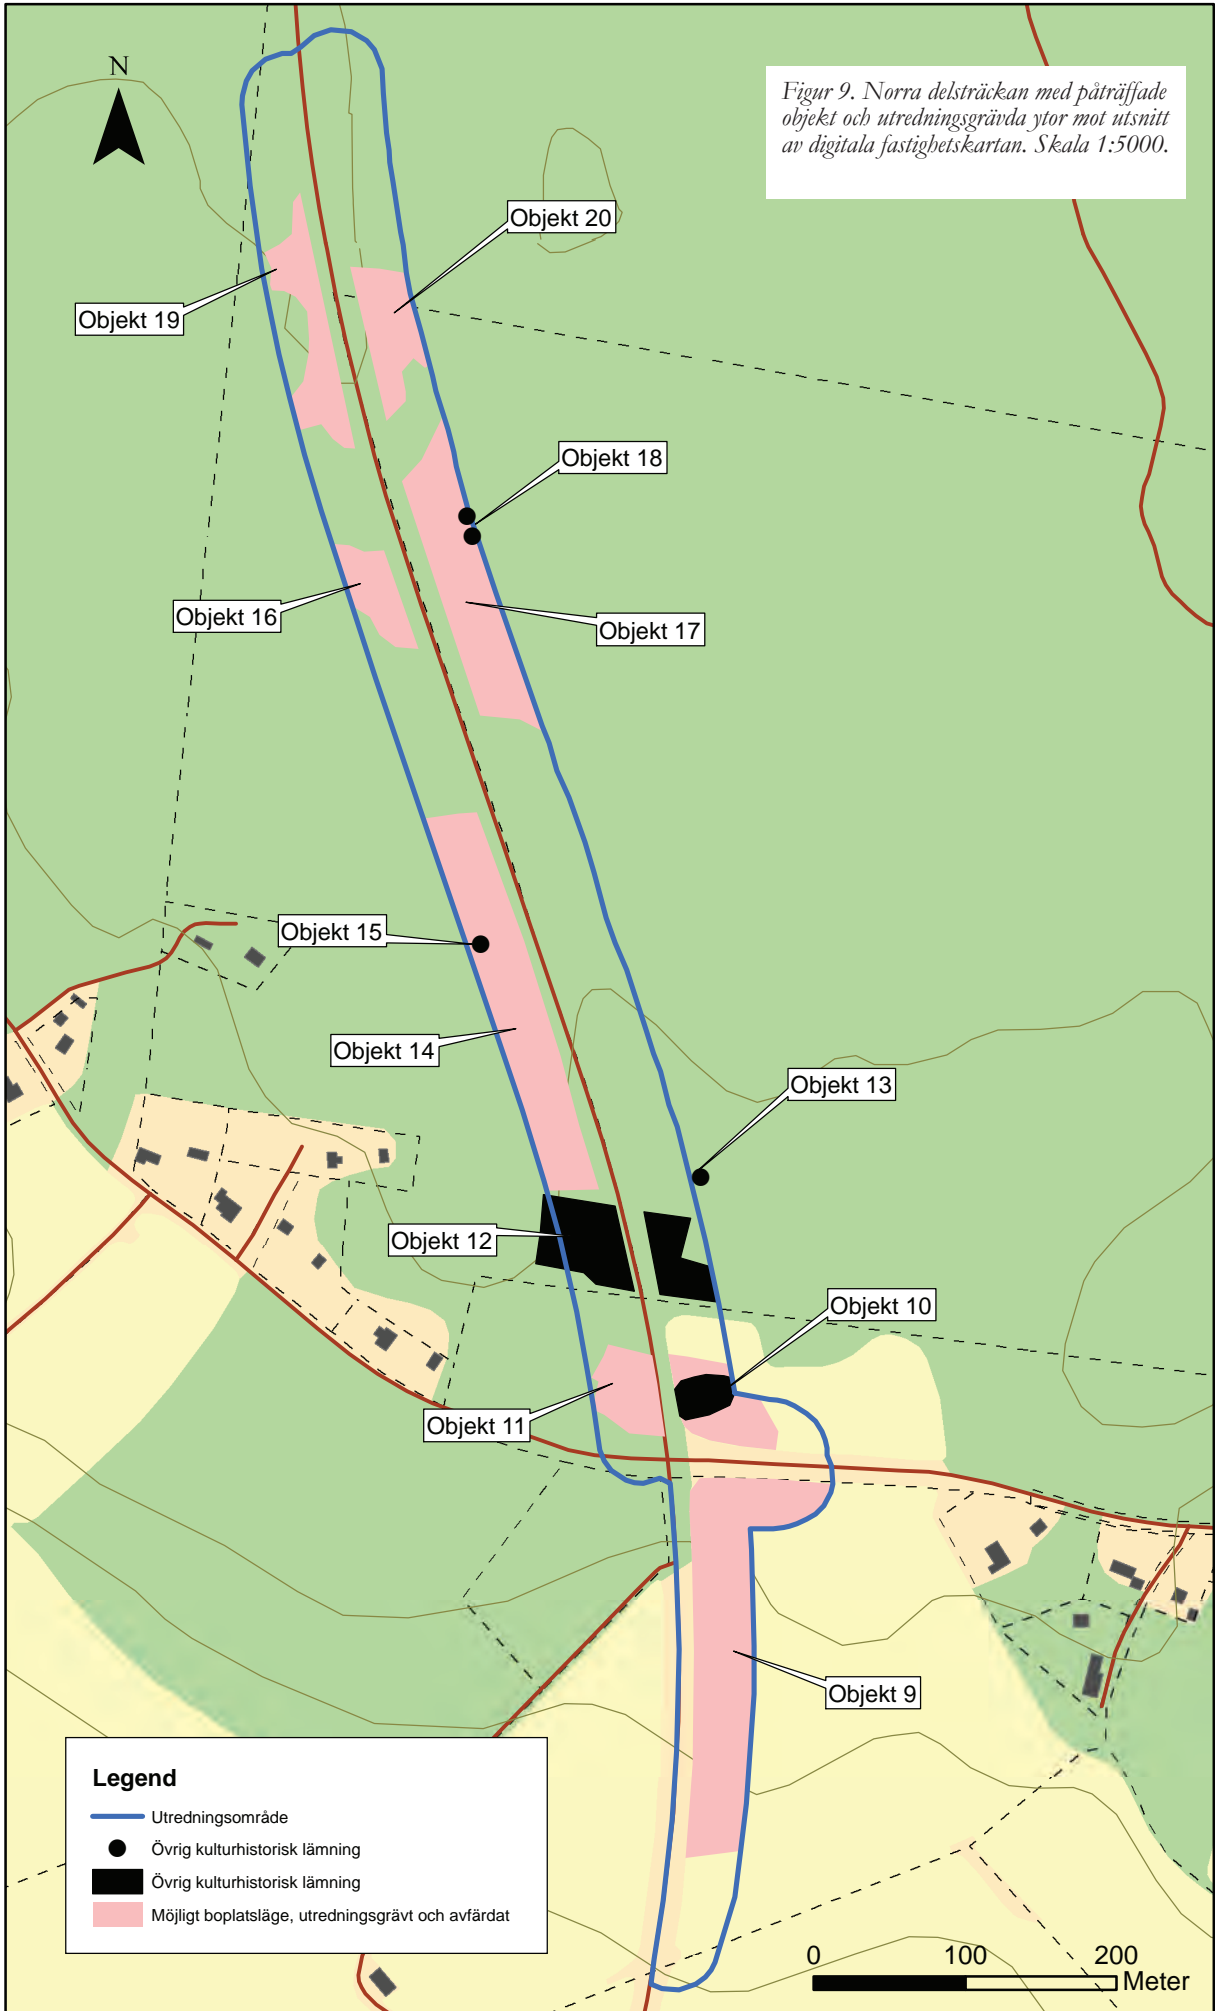 N
Figur 9. Norra delsträckan med påträffade
objekt och utredningsgrävda ytor mot utsnitt
av digitala fastighetskartan. Skala 1:5000.
Objekt 20
Objekt 19
Objekt 18
Objekt 16
Objekt 17
Objekt 15
Objekt 14
Objekt 13
Objekt 12
Objekt 10
Objekt 11
Objekt 9
Legend
Utredningsområde
Övrig kulturhistorisk lämning
Övrig kulturhistorisk lämning
Möjligt boplatsläge, utredningsgrävt och avfärdat
0 100 200
Meter